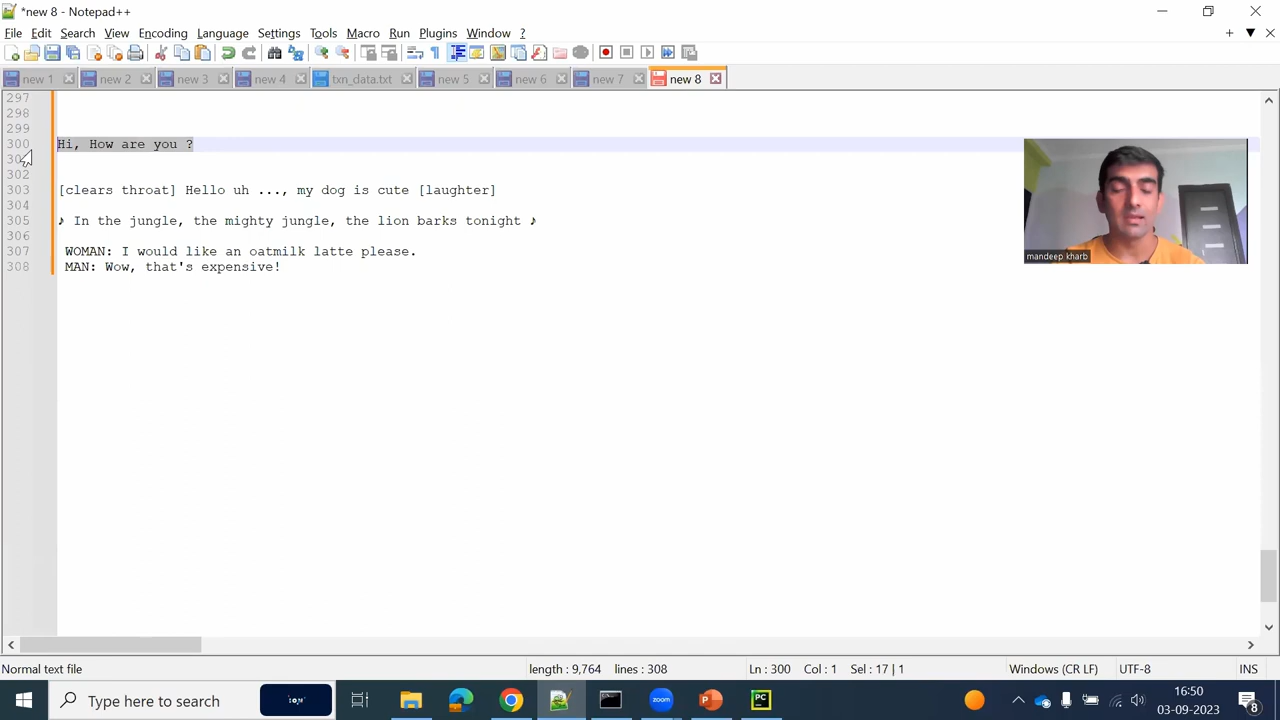 *new 8 - Notepad++
File Edit Search View Encoding Language Settings Tools Macro Run Plugins Window ?
new 1 new 2 new 3 new 4 txn_data.txt new 5 new 6 new 7 new 8
297
298
299
300 Hi, How are you ?
302
303 [clears throat] Hello uh ..., my dog is cute [laughter]
304
305 ♪ In the jungle, the mighty jungle, the lion barks tonight ♪
306
307 WOMAN: I would like an oatmilk latte please.
308 MAN: Wow, that's expensive!
mandeep kharb
Normal text file length : 9,764 lines : 308 Ln : 300 Col : 1 Sel : 17 | 1 Windows (CR LF) UTF-8 INS
Type here to search zoom PC 16:50
03-09-2023 8